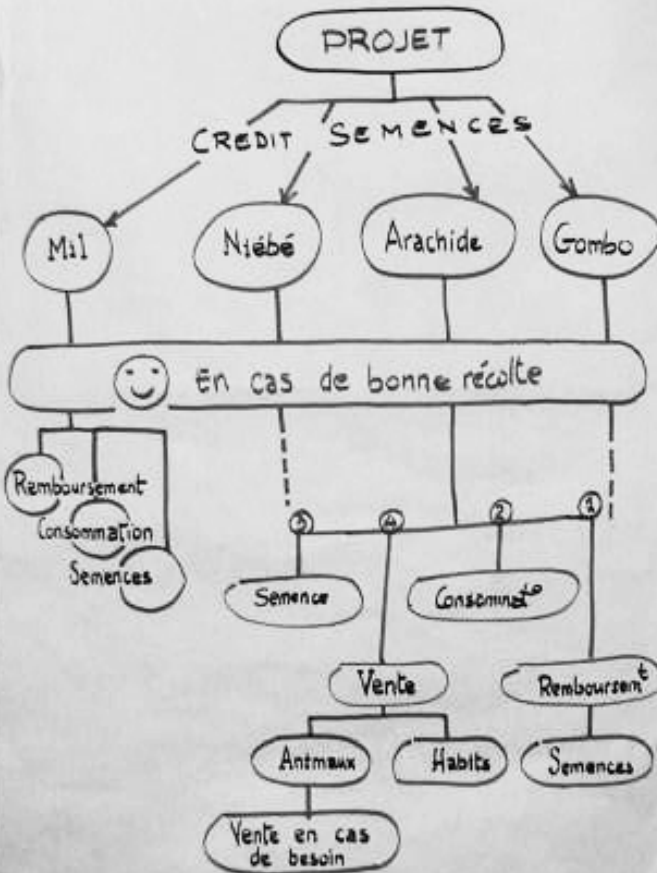 PROJET
CREDIT SEMENCES
Mil
Niébé
Arachide
Gombo
En cas de bonne récolte
Remboursement
Consommation
Semences
3
4
2
1
Semence
Consommatº
Vente
Remboursemᵗ
Animaux
Habits
Semences
Vente en cas
de besoin